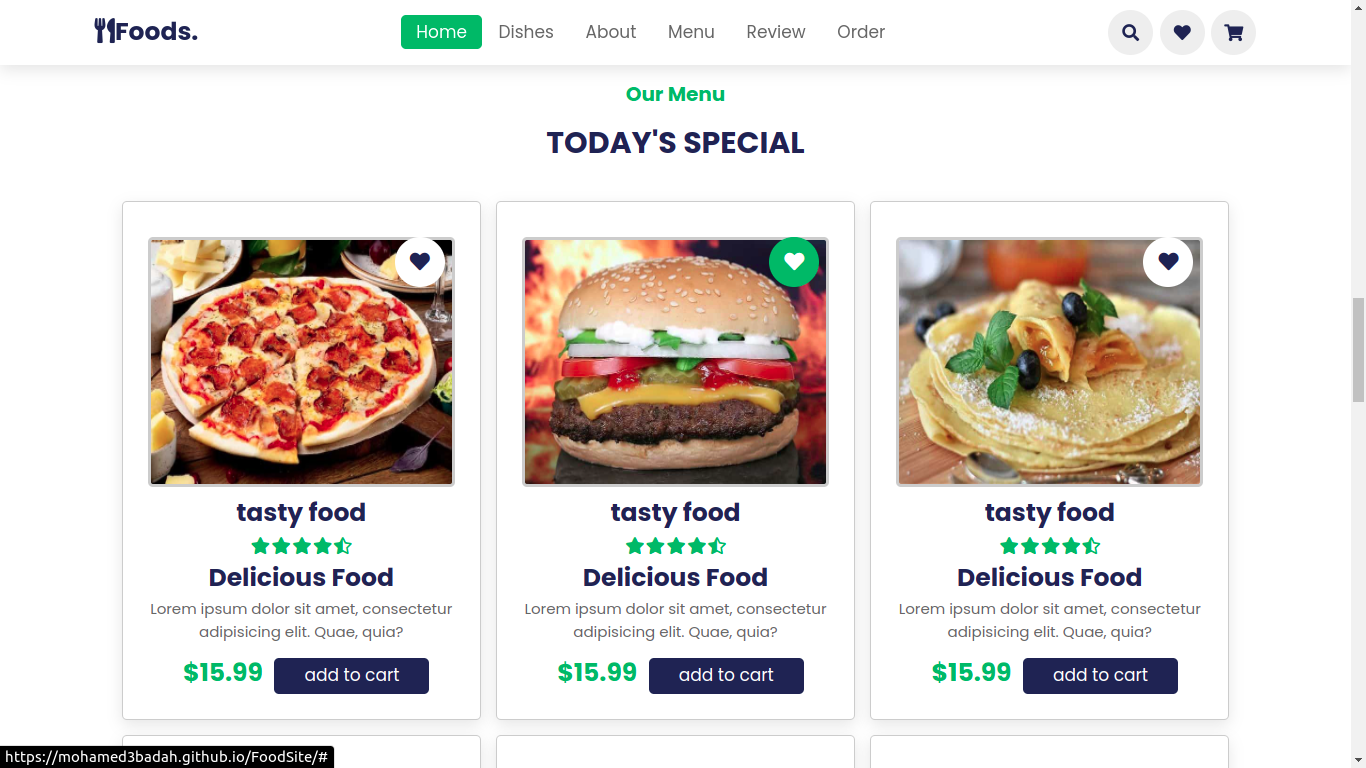 Foods.
Home Dishes About Menu Review Order
Our Menu
TODAY'S SPECIAL
tasty food
Delicious Food
Lorem ipsum dolor sit amet, consectetur
adipisicing elit. Quae, quia?
$15.99 add to cart
tasty food
Delicious Food
Lorem ipsum dolor sit amet, consectetur
adipisicing elit. Quae, quia?
$15.99 add to cart
tasty food
Delicious Food
Lorem ipsum dolor sit amet, consectetur
adipisicing elit. Quae, quia?
$15.99 add to cart
https://mohamed3badah.github.io/FoodSite/#